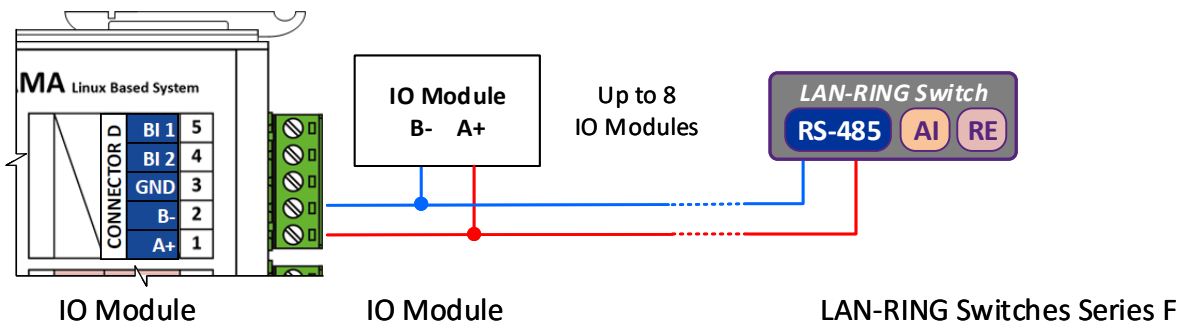 .MA Linux Based System
CONNECTOR D
BI 1 5
BI 2 4
GND 3
B- 2
A+ 1
IO Module
B- A+
Up to 8
IO Modules
LAN-RING Switch
RS-485 AI RE
IO Module
IO Module
LAN-RING Switches Series F